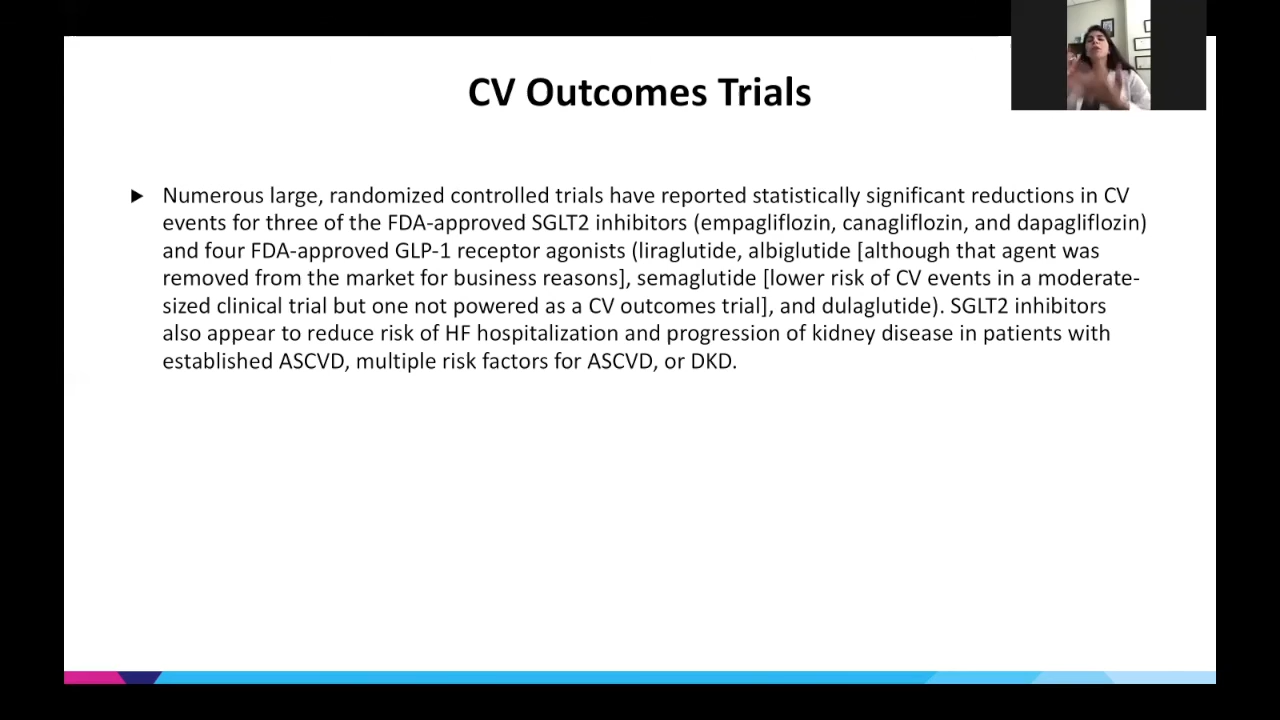 CV Outcomes Trials
Numerous large, randomized controlled trials have reported statistically significant reductions in CV
events for three of the FDA-approved SGLT2 inhibitors (empagliflozin, canagliflozin, and dapagliflozin)
and four FDA-approved GLP-1 receptor agonists (liraglutide, albiglutide [although that agent was
removed from the market for business reasons], semaglutide [lower risk of CV events in a moderate-
sized clinical trial but one not powered as a CV outcomes trial], and dulaglutide). SGLT2 inhibitors
also appear to reduce risk of HF hospitalization and progression of kidney disease in patients with
established ASCVD, multiple risk factors for ASCVD, or DKD.